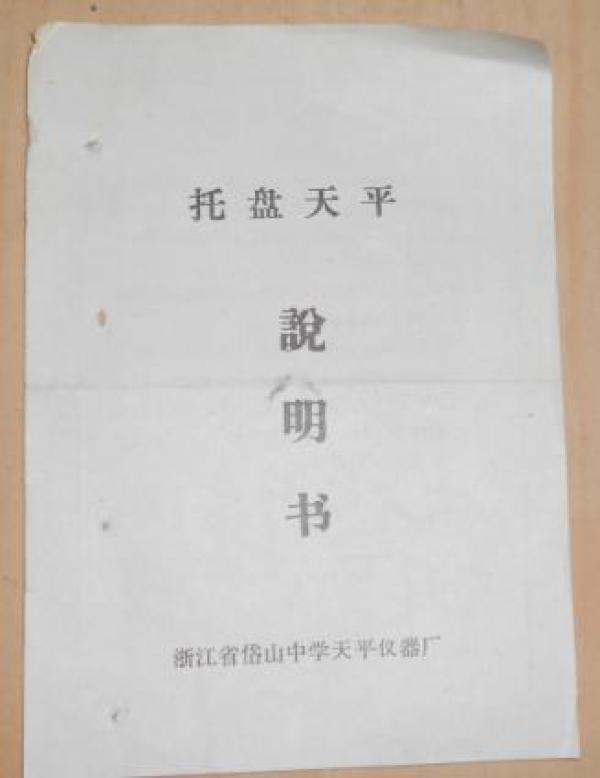 托盘天平
說
明
书
浙江省岱山中学天平仪器厂